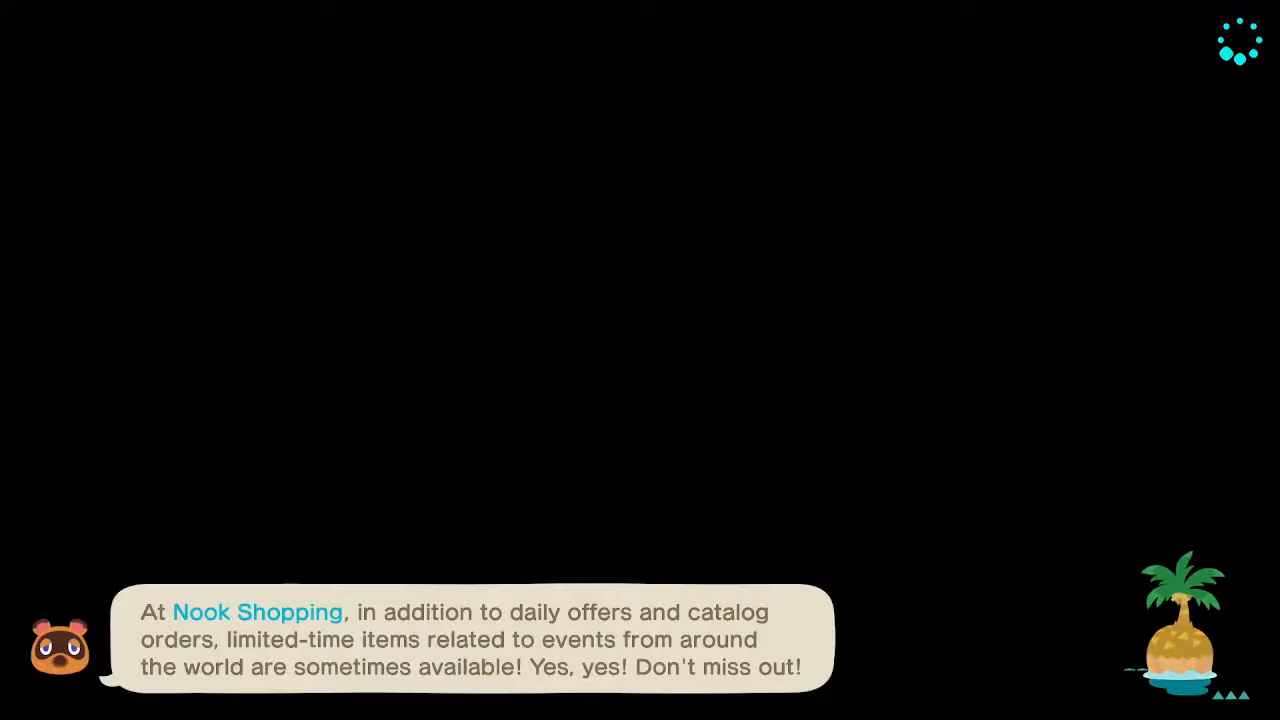 At Nook Shopping, in addition to daily offers and catalog
orders, limited-time items related to events from around
the world are sometimes available! Yes, yes! Don't miss out!